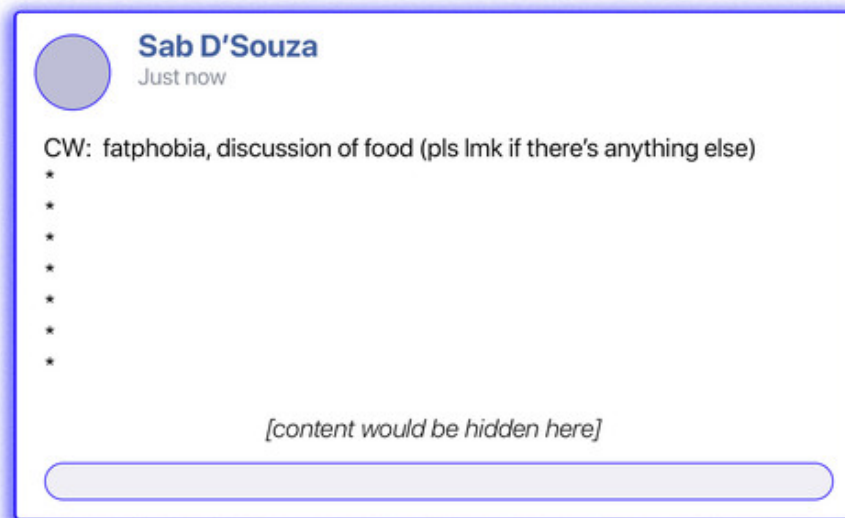 Sab D’Souza
Just now
CW:  fatphobia, discussion of food (pls lmk if there’s anything else)
*
*
*
*
*
*
*
[content would be hidden here]